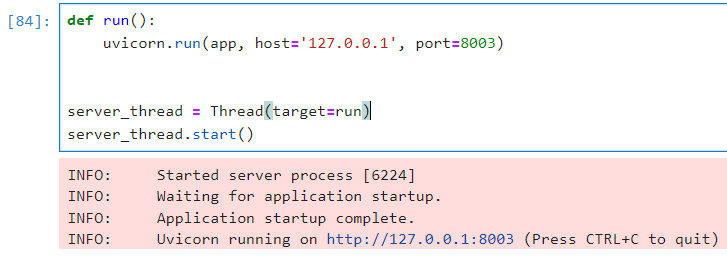 [84]: def run():
    uvicorn.run(app, host='127.0.0.1', port=8003)
server_thread = Thread(target=run)
server_thread.start()
INFO:     Started server process [6224]
INFO:     Waiting for application startup.
INFO:     Application startup complete.
INFO:     Uvicorn running on http://127.0.0.1:8003 (Press CTRL+C to quit)